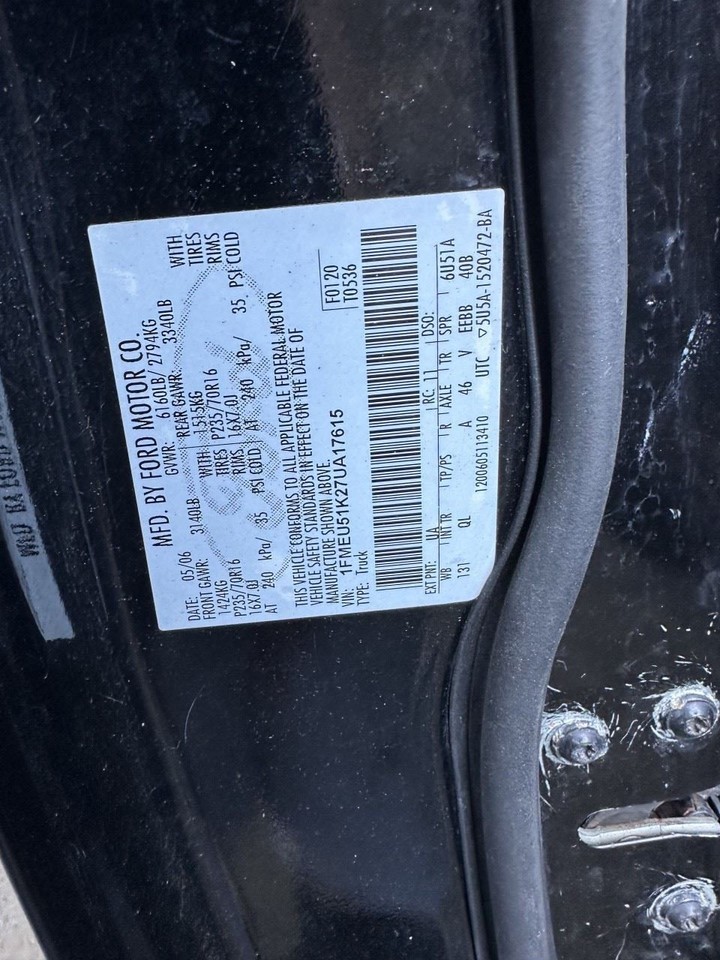 MFD. BY FORD MOTOR CO.
DATE: 05/06 GVWR: 6160LB/ 2794KG
FRONT GAWR: 3140LB REAR GAWR: 3340LB
1424KG WITH 1515KG WITH
P235/70R16 TIRES P235/70R16 TIRES
16X7.0J RIMS 16X7.0J RIMS
AT 240 kPa/ 35 PSI COLD AT 240 kPa/ 35 PSI COLD
THIS VEHICLE CONFORMS TO ALL APPLICABLE FEDERAL MOTOR
VEHICLE SAFETY STANDARDS IN EFFECT ON THE DATE OF
MANUFACTURE SHOWN ABOVE.
VIN: 1FMEU51K27UA17615
TYPE: Truck
F0120
T0536
EXT PNT: UA RC: 11 DSO:
WB INT TR TP/PS R AXLE TR SPR 6U51A
131 QL A 46 V EEBB 40B
1200605113410 UTC ▽5U5A-1520472-BA